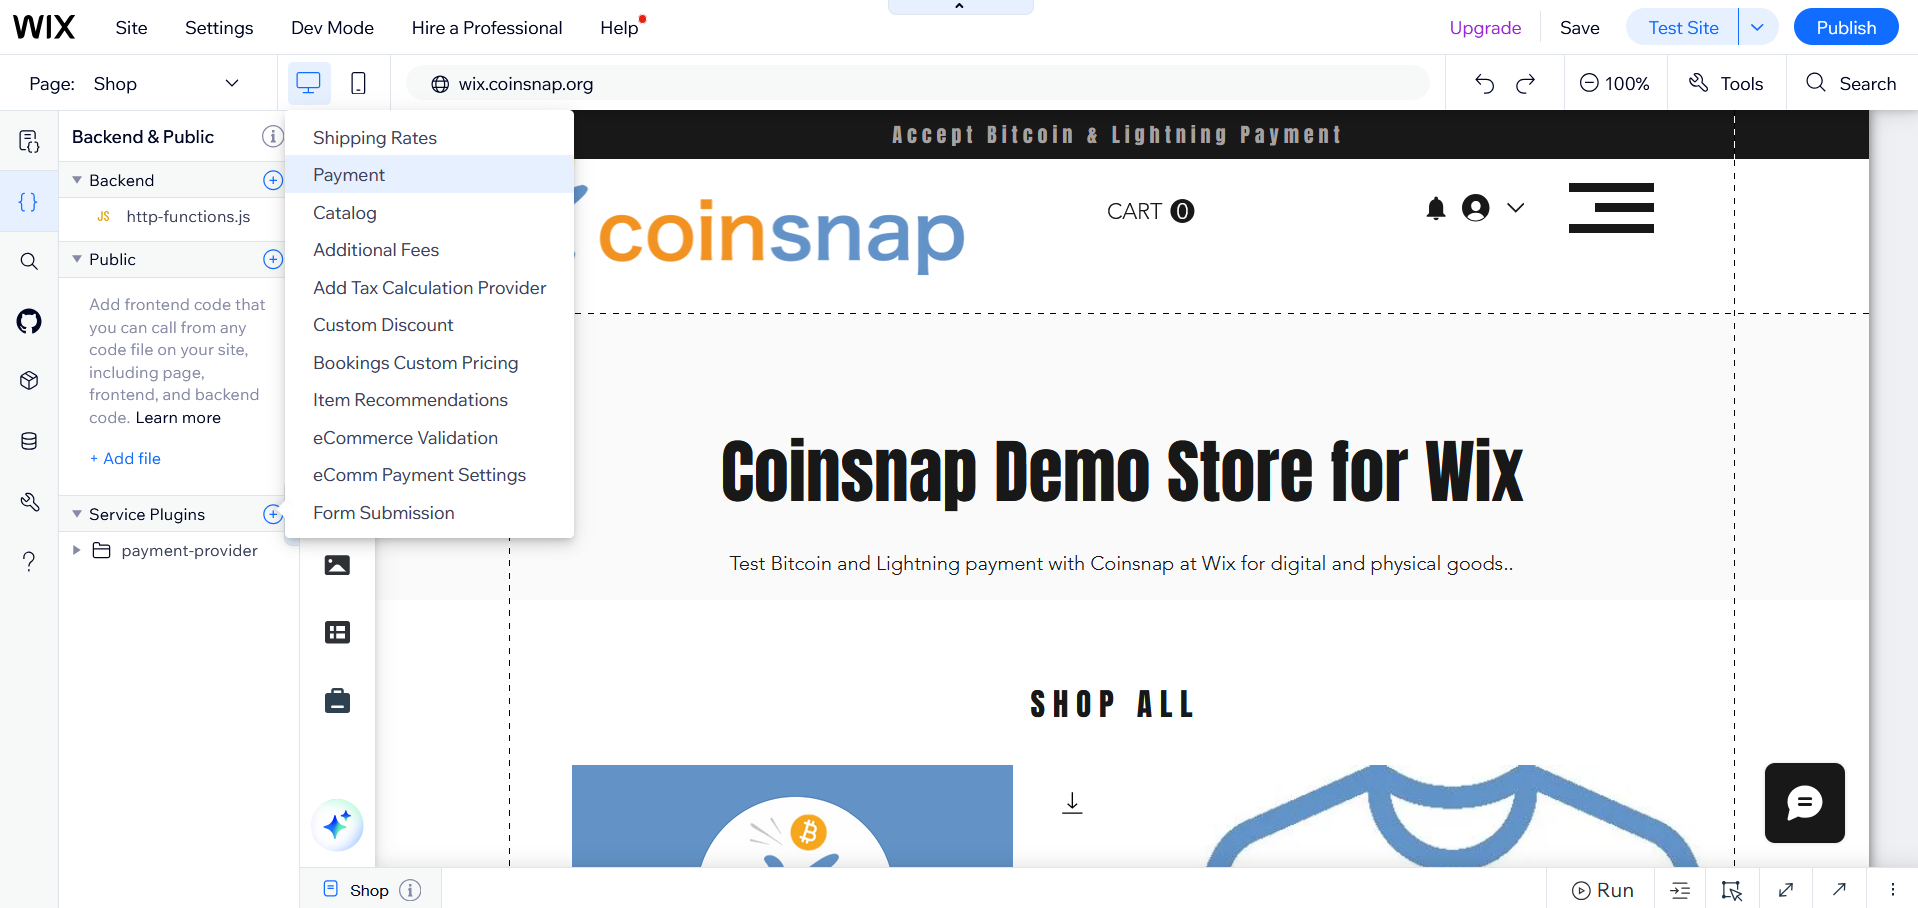 WIX Site Settings Dev Mode Hire a Professional Help Upgrade Save Test Site Publish
Page: Shop wix.coinsnap.org 100% Tools Search
Backend & Public
Backend
JS http-functions.js
Public
Add frontend code that
you can call from any
code file on your site,
including page,
frontend, and backend
code. Learn more
+ Add file
Service Plugins
payment-provider
Shipping Rates
Payment
Catalog
Additional Fees
Add Tax Calculation Provider
Custom Discount
Bookings Custom Pricing
Item Recommendations
eCommerce Validation
eComm Payment Settings
Form Submission
Accept Bitcoin & Lightning Payment
coinsnap
CART 0
Coinsnap Demo Store for Wix
Test Bitcoin and Lightning payment with Coinsnap at Wix for digital and physical goods..
SHOP ALL
Shop
Run